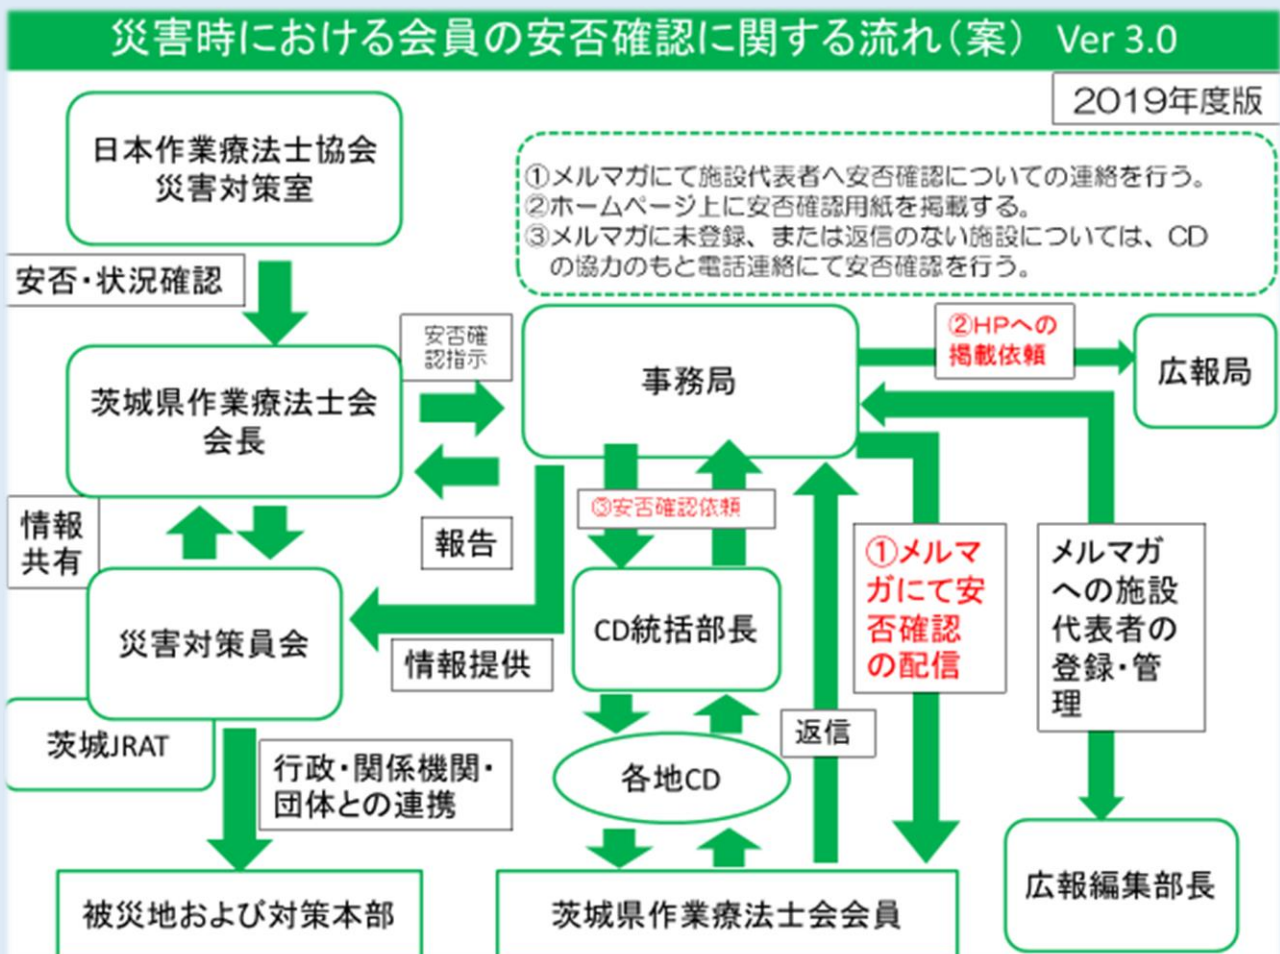 災害時における会員の安否確認に関する流れ(案) Ver 3.0
2019年度版
日本作業療法士協会
災害対策室
①メルマガにて施設代表者へ安否確認についての連絡を行う。
②ホームページ上に安否確認用紙を掲載する。
③メルマガに未登録、または返信のない施設については、CD
の協力のもと電話連絡にて安否確認を行う。
安否・状況確認
安否確
認指示
②HPへの
掲載依頼
茨城県作業療法士会
会長
事務局
広報局
③安否確認依頼
情報
共有
報告
①メルマ
ガにて安
否確認
の配信
メルマガ
への施設
代表者の
登録・管
理
災害対策員会
CD統括部長
情報提供
茨城JRAT
返信
行政・関係機関・
団体との連携
各地CD
被災地および対策本部
茨城県作業療法士会会員
広報編集部長